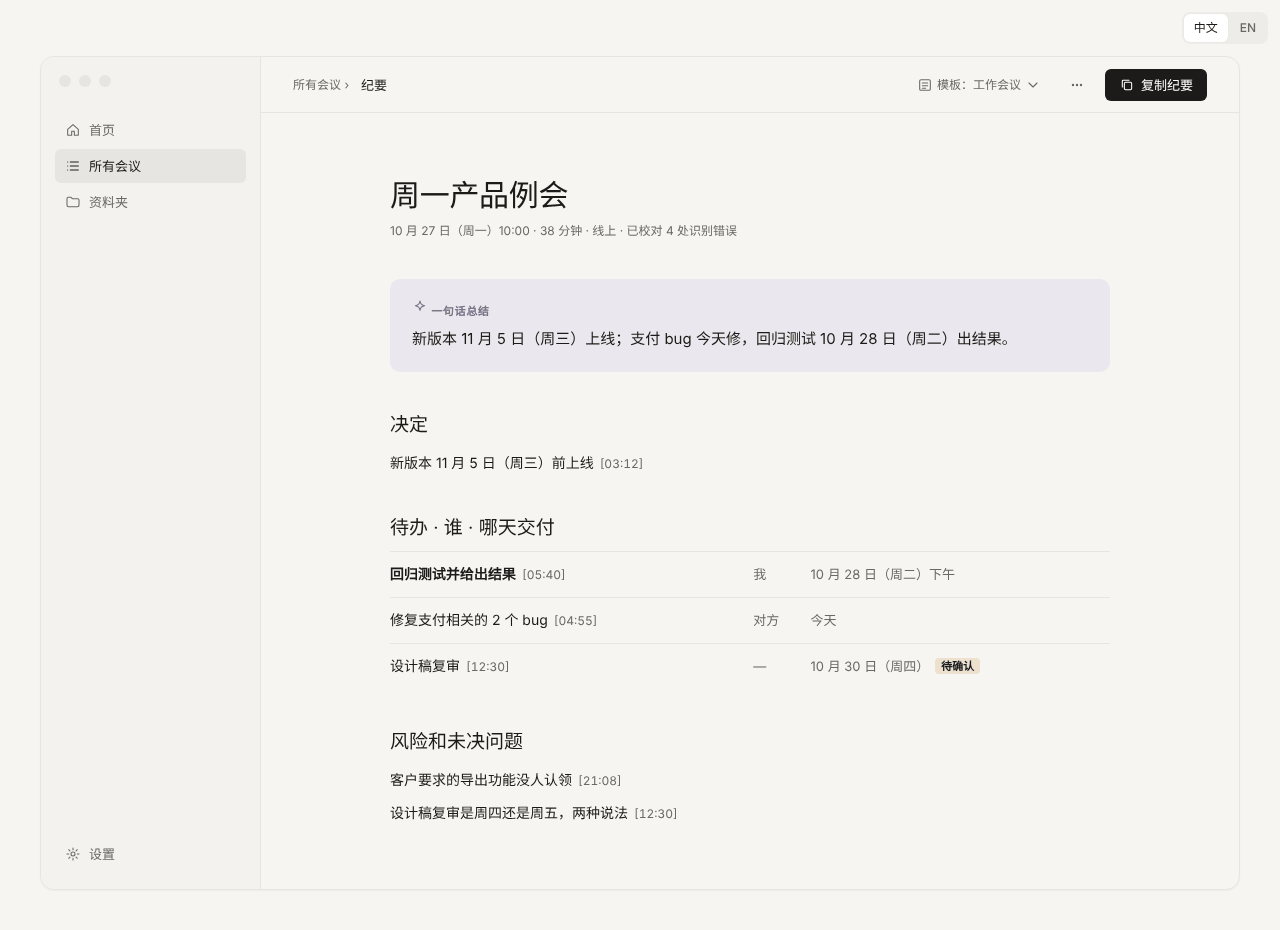 中文 EN
首页
所有会议
资料夹
设置
所有会议 › 纪要
模板：工作会议
复制纪要
周一产品例会
10 月 27 日（周一）10:00 · 38 分钟 · 线上 · 已校对 4 处识别错误
一句话总结
新版本 11 月 5 日（周三）上线；支付 bug 今天修，回归测试 10 月 28 日（周二）出结果。
决定
新版本 11 月 5 日（周三）前上线 [03:12]
待办 · 谁 · 哪天交付
回归测试并给出结果 [05:40] 我 10 月 28 日（周二）下午
修复支付相关的 2 个 bug [04:55] 对方 今天
设计稿复审 [12:30] — 10 月 30 日（周四） 待确认
风险和未决问题
客户要求的导出功能没人认领 [21:08]
设计稿复审是周四还是周五，两种说法 [12:30]